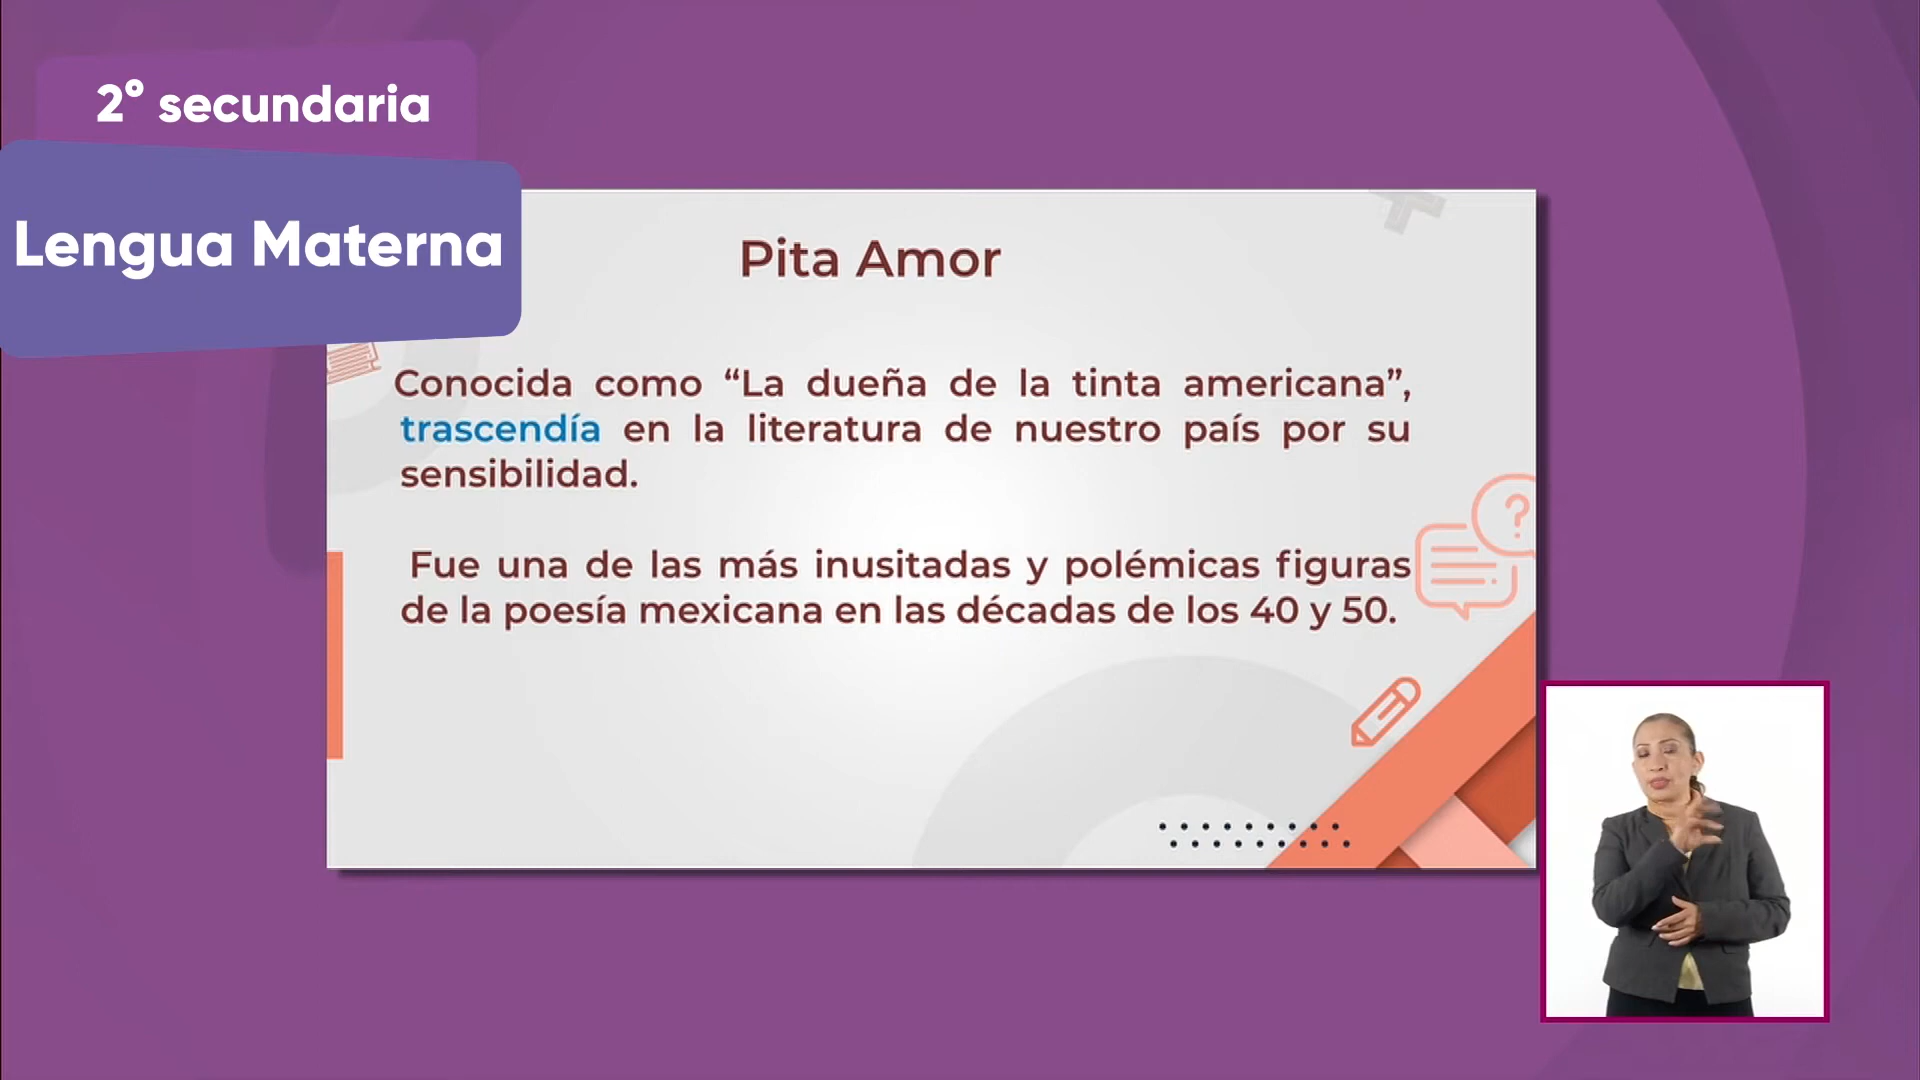 2° secundaria
Lengua Materna
Pita Amor
Conocida como “La dueña de la tinta americana”,
trascendía en la literatura de nuestro país por su
sensibilidad.
Fue una de las más inusitadas y polémicas figuras
de la poesía mexicana en las décadas de los 40 y 50.
?